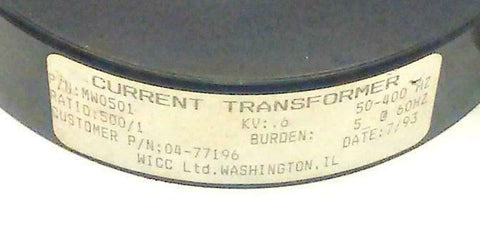 CURRENT TRANSFORMER
P/N:MW0501 KV:.6 50-400 HZ
RATIO:500/1 BURDEN: 5 @ 60HZ
CUSTOMER P/N:04-77196 DATE:7/93
WICC Ltd.WASHINGTON,IL